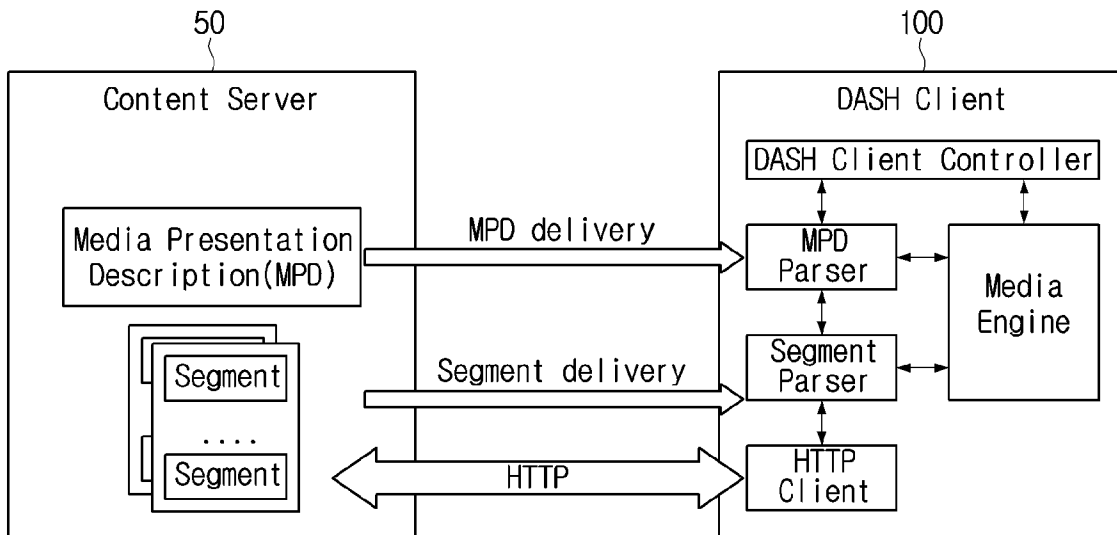 50
100
Content Server
DASH Client
DASH Client Controller
Media Presentation
Description(MPD)
MPD delivery
MPD
Parser
Media
Engine
Segment
....
Segment
Segment delivery
Segment
Parser
HTTP
HTTP
Client